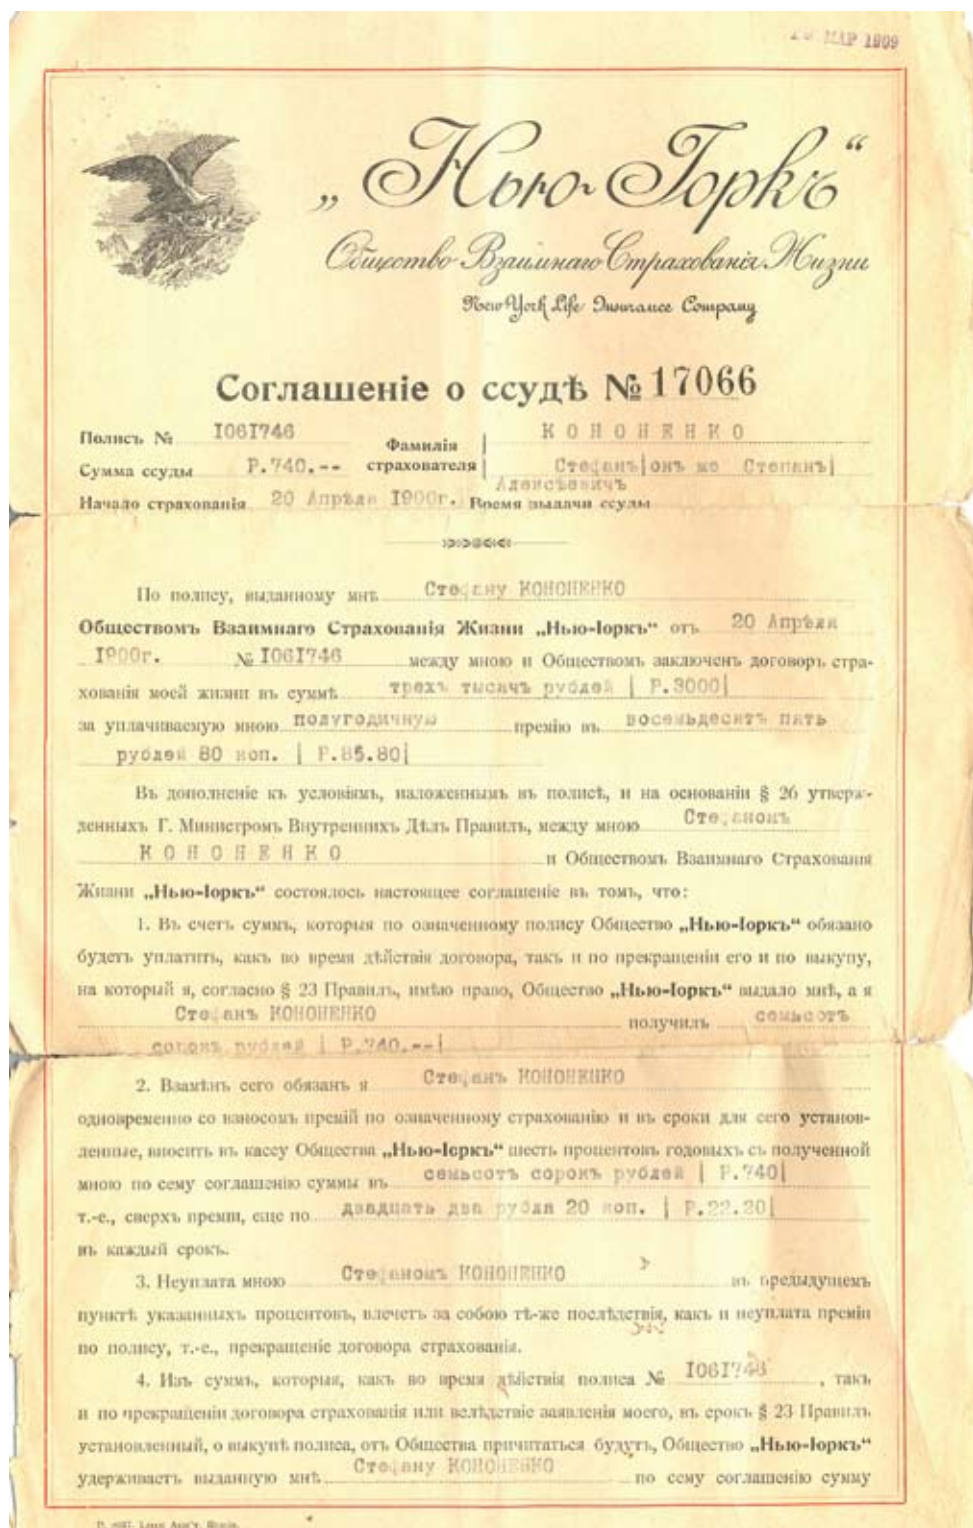 МАР 1909
„Нью-Іоркъ“
Общество Взаимнаго Страхованія Жизни
New York Life Insurance Company
Соглашеніе о ссудѣ № 17066
Полисъ № I06I746
Фамилія страхователя
КОНОНЕНКО
Сумма ссуды Р.740.--
Стефанъ|онъ же Степанъ|
Алексѣевичъ
Начало страхованія 20 Апрѣля I900г. Время выдачи ссуды
По полису, выданному мнѣ Стефану КОНОНЕНКО
Обществомъ Взаимнаго Страхованія Жизни „Нью-Іоркъ“ отъ 20 Апрѣля
I900г. № I06I746 между мною и Обществомъ заключенъ договоръ стра-
хованія моей жизни въ суммѣ трехъ тысячъ рублей | Р.3000|
за уплачиваемую мною полугодичную премію въ восемьдесятъ пять
рублей 80 коп. | Р.85.80|
Въ дополненіе къ условіямъ, изложеннымъ въ полисѣ, и на основаніи § 26 утверж-
денныхъ Г. Министромъ Внутреннихъ Дѣлъ Правилъ, между мною Стефаномъ
КОНОНЕНКО и Обществомъ Взаимнаго Страхованія
Жизни „Нью-Іоркъ“ состоялось настоящее соглашеніе въ томъ, что:
1. Въ счетъ суммъ, которыя по означенному полису Общество „Нью-Іоркъ“ обязано
будетъ уплатить, какъ во время дѣйствія договора, такъ и по прекращеніи его и по выкупу,
на который я, согласно § 23 Правилъ, имѣю право, Общество „Нью-Іоркъ“ выдало мнѣ, а я
Стефанъ КОНОНЕНКО получилъ семьсотъ
сорокъ рублей | Р.740.--|
2. Взамѣнъ сего обязанъ я Стефанъ КОНОНЕНКО
одновременно со взносомъ премій по означенному страхованію и въ сроки для сего установ-
ленные, вносить въ кассу Общества „Нью-Іоркъ“ шесть процентовъ годовыхъ съ полученной
мною по сему соглашенію суммы въ семьсотъ сорокъ рублей | Р.740|
т.-е., сверхъ преміи, еще по двадцать два рубля 20 коп. | Р.22.20|
въ каждый срокъ.
3. Неуплата мною Стефаномъ КОНОНЕНКО въ предыдущемъ
пунктѣ указанныхъ процентовъ, влечетъ за собою тѣ-же послѣдствія, какъ и неуплата преміи
по полису, т.-е., прекращеніе договора страхованія.
4. Изъ суммъ, которыя, какъ во время дѣйствія полиса № I06I746, такъ
и по прекращеніи договора страхованія или вслѣдствіе заявленія моего, въ срокъ § 23 Правилъ
установленный, о выкупѣ полиса, отъ Общества причитаться будутъ, Общество „Нью-Іоркъ“
удерживаетъ выданную мнѣ Стефану КОНОНЕНКО по сему соглашенію сумму